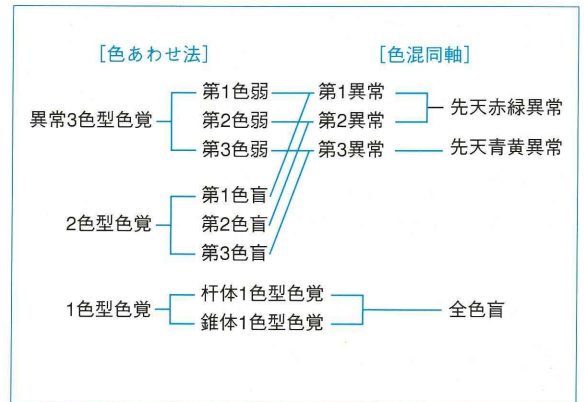 [色あわせ法] [色混同軸]
第1色弱 第1異常
異常3色型色覚 第2色弱 第2異常 先天赤緑異常
第3色弱 第3異常 先天青黄異常
第1色盲
2色型色覚 第2色盲
第3色盲
杆体1色型色覚
1色型色覚 全色盲
錐体1色型色覚